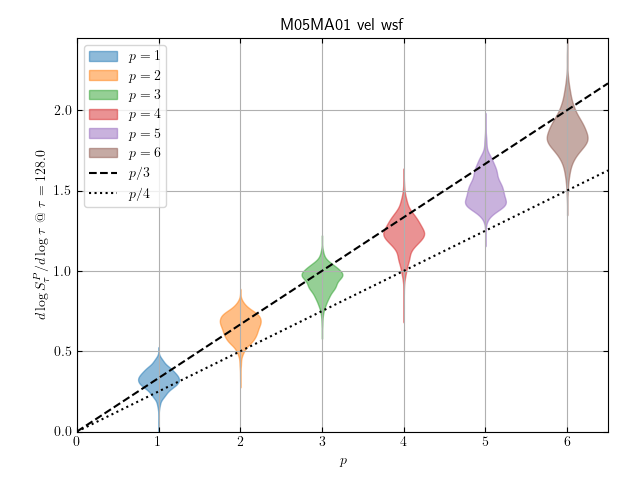 M05MA01 vel wsf
p = 1
p = 2
p = 3
p = 4
p = 5
p = 6
p/3
p/4
d log S_τ^P / d log τ @ τ = 128.0
2.0
1.5
1.0
0.5
0.0
0 1 2 3 4 5 6
p